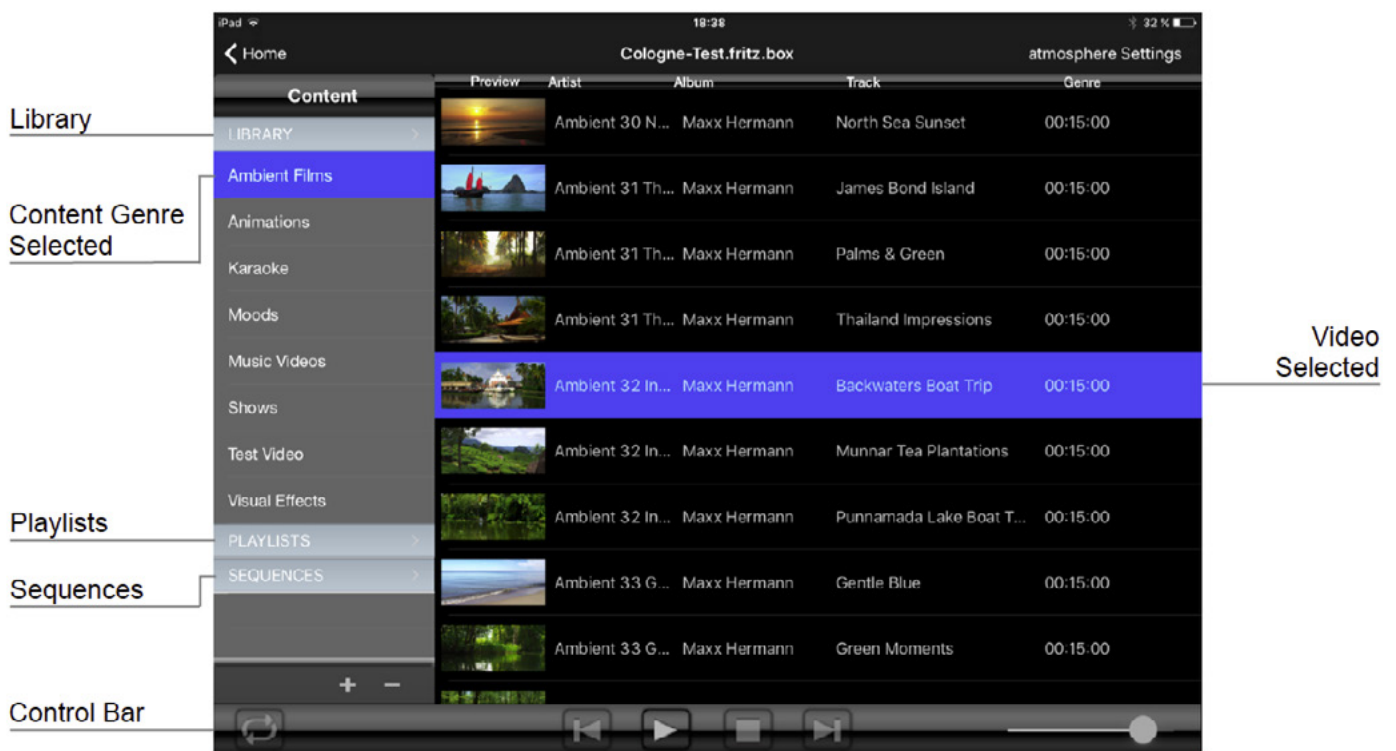 iPad 18:38 32 %
Home Cologne-Test.fritz.box atmosphere Settings
Content
Preview Artist Album Track Genre
Library
LIBRARY
Content Genre
Selected
Ambient Films
Animations
Karaoke
Moods
Music Videos
Shows
Test Video
Visual Effects
Playlists
PLAYLISTS
Sequences
SEQUENCES
+ −
Control Bar
Ambient 30 N... Maxx Hermann North Sea Sunset 00:15:00
Ambient 31 Th... Maxx Hermann James Bond Island 00:15:00
Ambient 31 Th... Maxx Hermann Palms & Green 00:15:00
Ambient 31 Th... Maxx Hermann Thailand Impressions 00:15:00
Ambient 32 In... Maxx Hermann Backwaters Boat Trip 00:15:00
Ambient 32 In... Maxx Hermann Munnar Tea Plantations 00:15:00
Ambient 32 In... Maxx Hermann Punnamada Lake Boat T... 00:15:00
Ambient 33 G... Maxx Hermann Gentle Blue 00:15:00
Ambient 33 G... Maxx Hermann Green Moments 00:15:00
Video
Selected